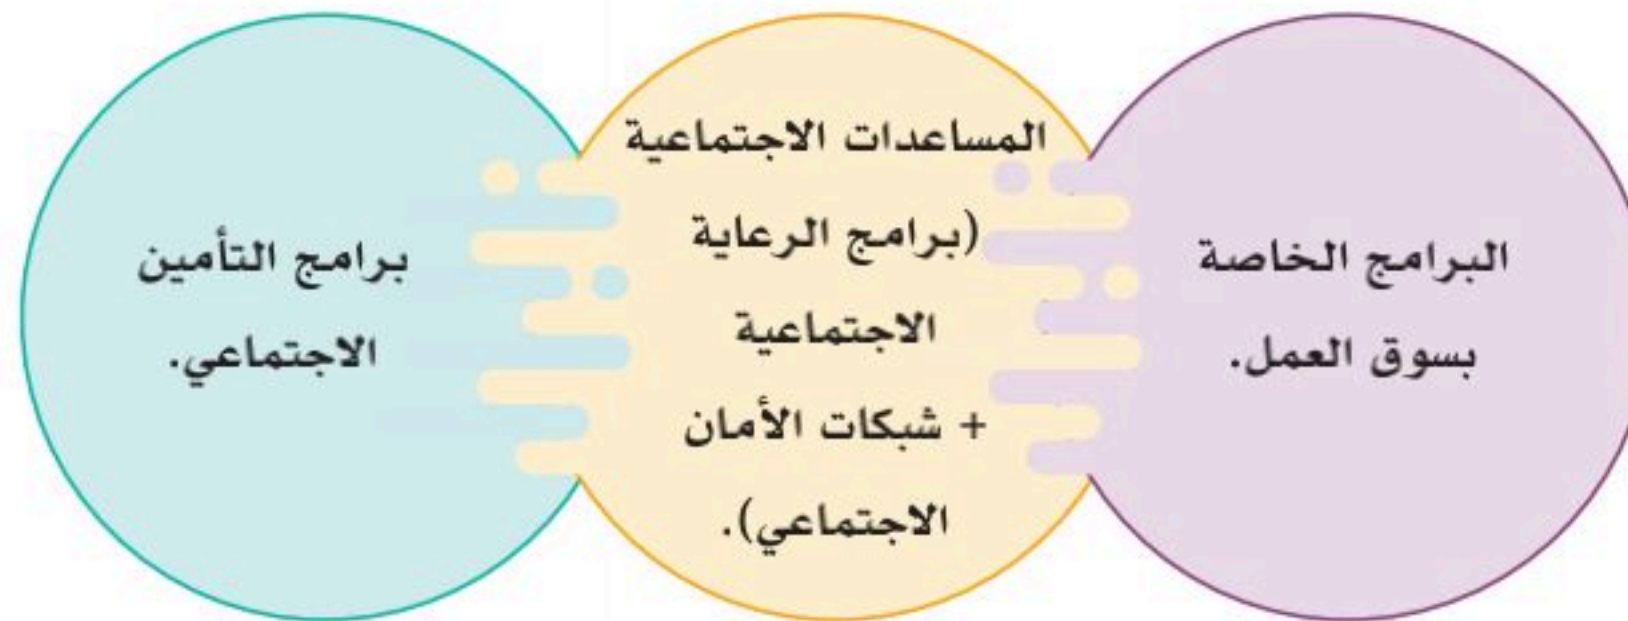 البرامج الخاصة
بسوق العمل.
المساعدات الاجتماعية
(برامج الرعاية
الاجتماعية
+ شبكات الأمان
الاجتماعي).
برامج التأمين
الاجتماعي.